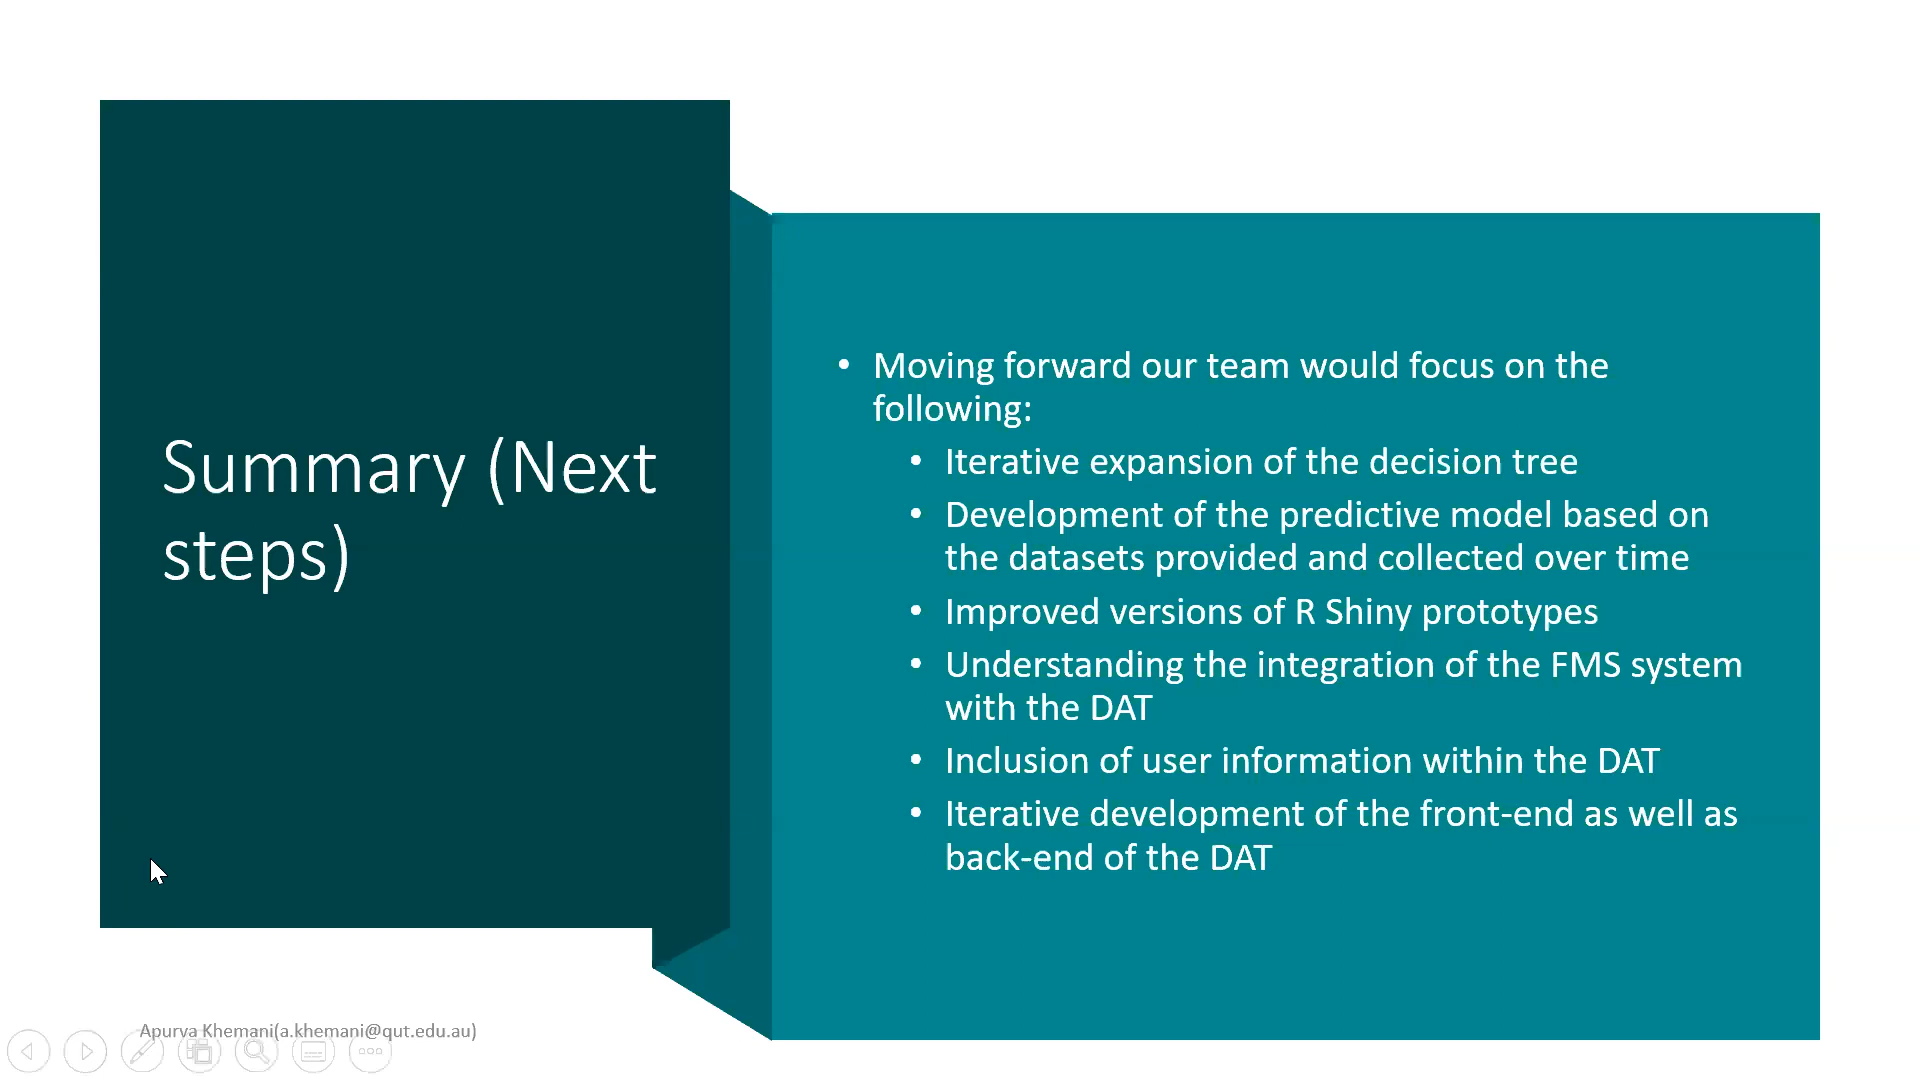 Summary (Next
steps)
• Moving forward our team would focus on the
following:
• Iterative expansion of the decision tree
• Development of the predictive model based on
the datasets provided and collected over time
• Improved versions of R Shiny prototypes
• Understanding the integration of the FMS system
with the DAT
• Inclusion of user information within the DAT
• Iterative development of the front-end as well as
back-end of the DAT
Apurva Khemani(a.khemani@qut.edu.au)